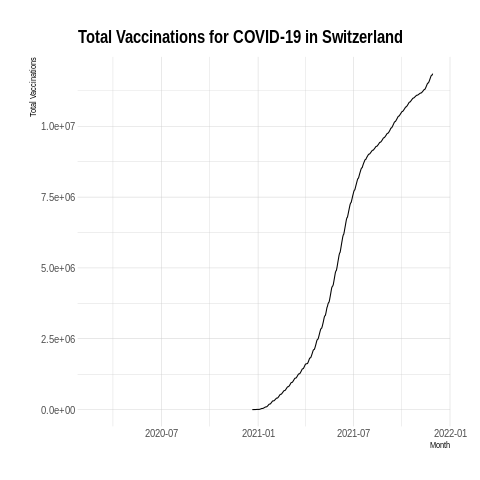 Total Vaccinations for COVID-19 in Switzerland
Total Vaccinations
1.0e+07
7.5e+06
5.0e+06
2.5e+06
0.0e+00
2020-07
2021-01
2021-07
2022-01
Month